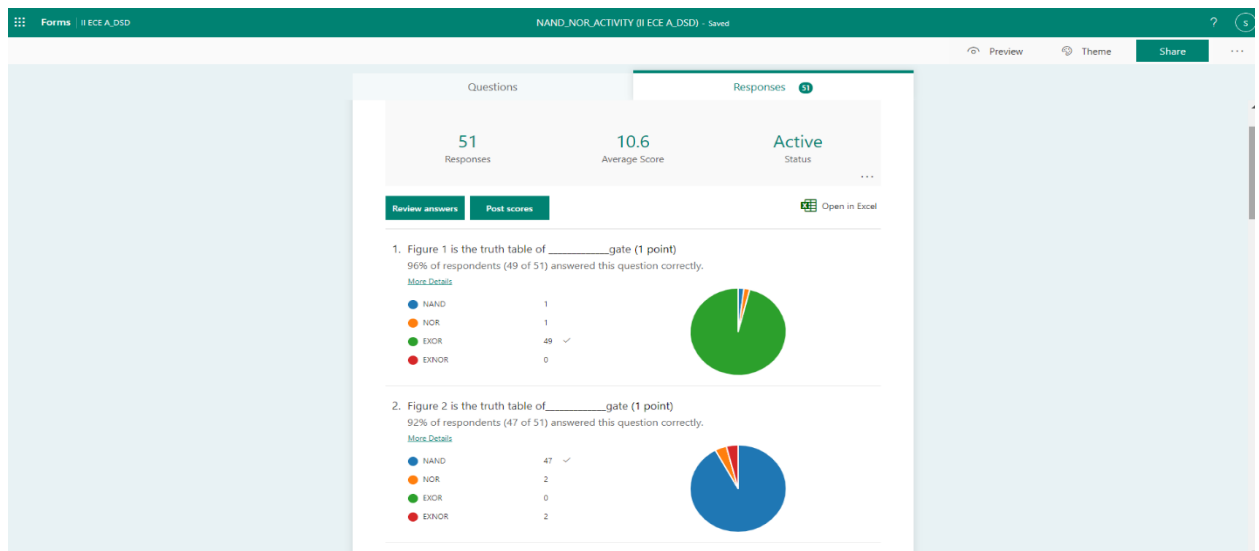 Forms | II ECE A_DSD
NAND_NOR_ACTIVITY (II ECE A_DSD) - Saved
? S
Preview Theme Share ...
Questions
Responses 51
51 10.6 Active
Responses Average Score Status
...
Review answers Post scores
Open in Excel
1. Figure 1 is the truth table of ____________gate (1 point)
96% of respondents (49 of 51) answered this question correctly.
More Details
NAND 1
NOR 1
EXOR 49 ✓
EXNOR 0
2. Figure 2 is the truth table of____________gate (1 point)
92% of respondents (47 of 51) answered this question correctly.
More Details
NAND 47 ✓
NOR 2
EXOR 0
EXNOR 2